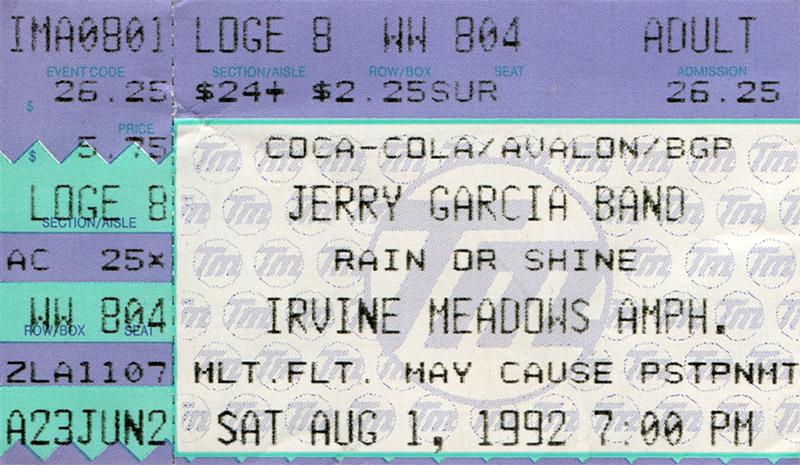 IMA0801 LOGE 8 WW 804 ADULT
EVENT CODE SECTION/AISLE ROW/BOX SEAT ADMISSION
$ 26.25 $24+ $2.25SUR 26.25
PRICE
$ 5.75 COCA-COLA/AVALON/BGP
LOGE 8 JERRY GARCIA BAND
SECTION/AISLE
AC 25* RAIN OR SHINE
WW 804 IRVINE MEADOWS AMPH.
ROW/BOX SEAT
ZLA1107 MLT.FLT. MAY CAUSE PSTPNMT
A23JUN2 SAT AUG 1, 1992 7:00 PM